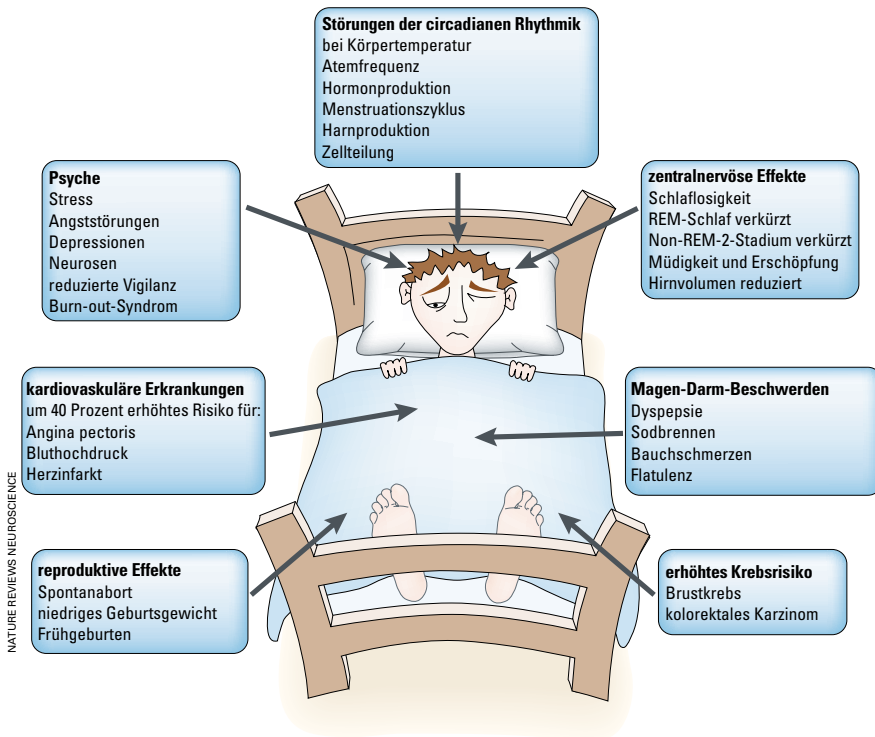 Störungen der circadianen Rhythmik
bei Körpertemperatur
Atemfrequenz
Hormonproduktion
Menstruationszyklus
Harnproduktion
Zellteilung
Psyche
Stress
Angststörungen
Depressionen
Neurosen
reduzierte Vigilanz
Burn-out-Syndrom
zentralnervöse Effekte
Schlaflosigkeit
REM-Schlaf verkürzt
Non-REM-2-Stadium verkürzt
Müdigkeit und Erschöpfung
Hirnvolumen reduziert
kardiovaskuläre Erkrankungen
um 40 Prozent erhöhtes Risiko für:
Angina pectoris
Bluthochdruck
Herzinfarkt
Magen-Darm-Beschwerden
Dyspepsie
Sodbrennen
Bauchschmerzen
Flatulenz
reproduktive Effekte
Spontanabort
niedriges Geburtsgewicht
Frühgeburten
erhöhtes Krebsrisiko
Brustkrebs
kolorektales Karzinom
NATURE REVIEWS NEUROSCIENCE